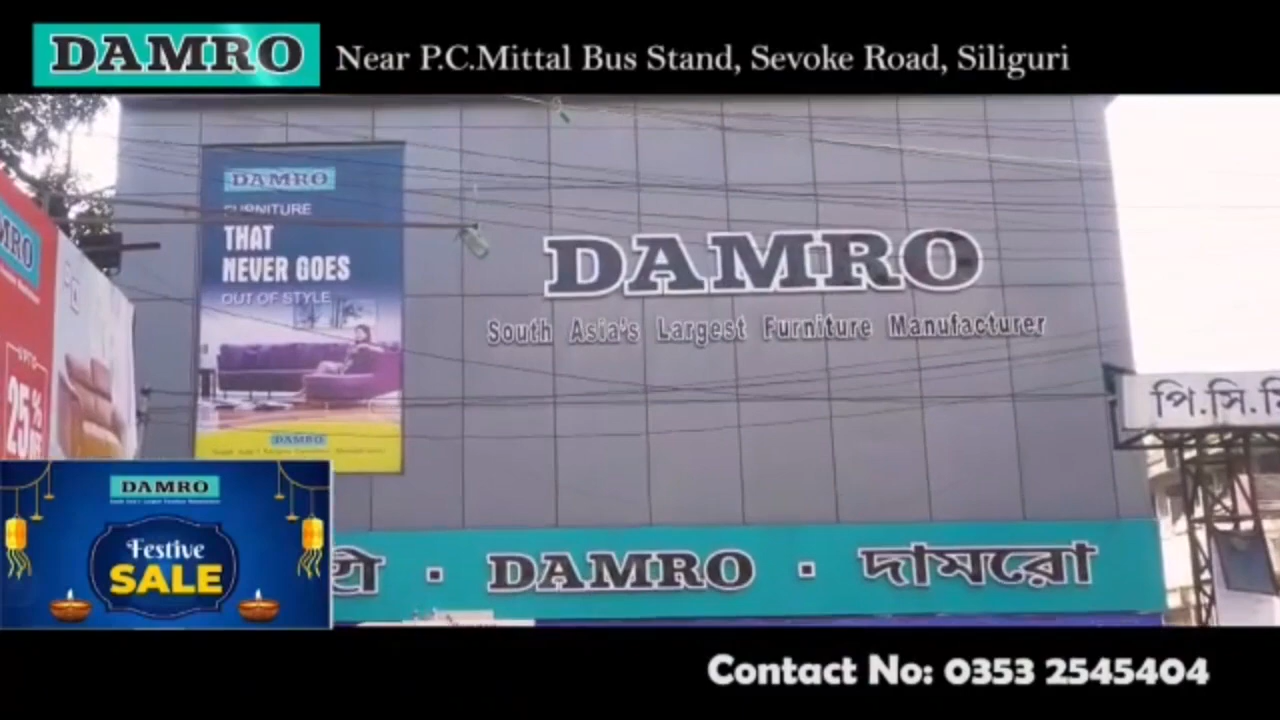 DAMRO
Near P.C.Mittal Bus Stand, Sevoke Road, Siliguri
DAMRO
FURNITURE
THAT
NEVER GOES
OUT OF STYLE
DAMRO
DAMRO
South Asia's Largest Furniture Manufacturer
25% OFF
পি.সি.
DAMRO
Festive
SALE
DAMRO
দামরো
Contact No: 0353 2545404